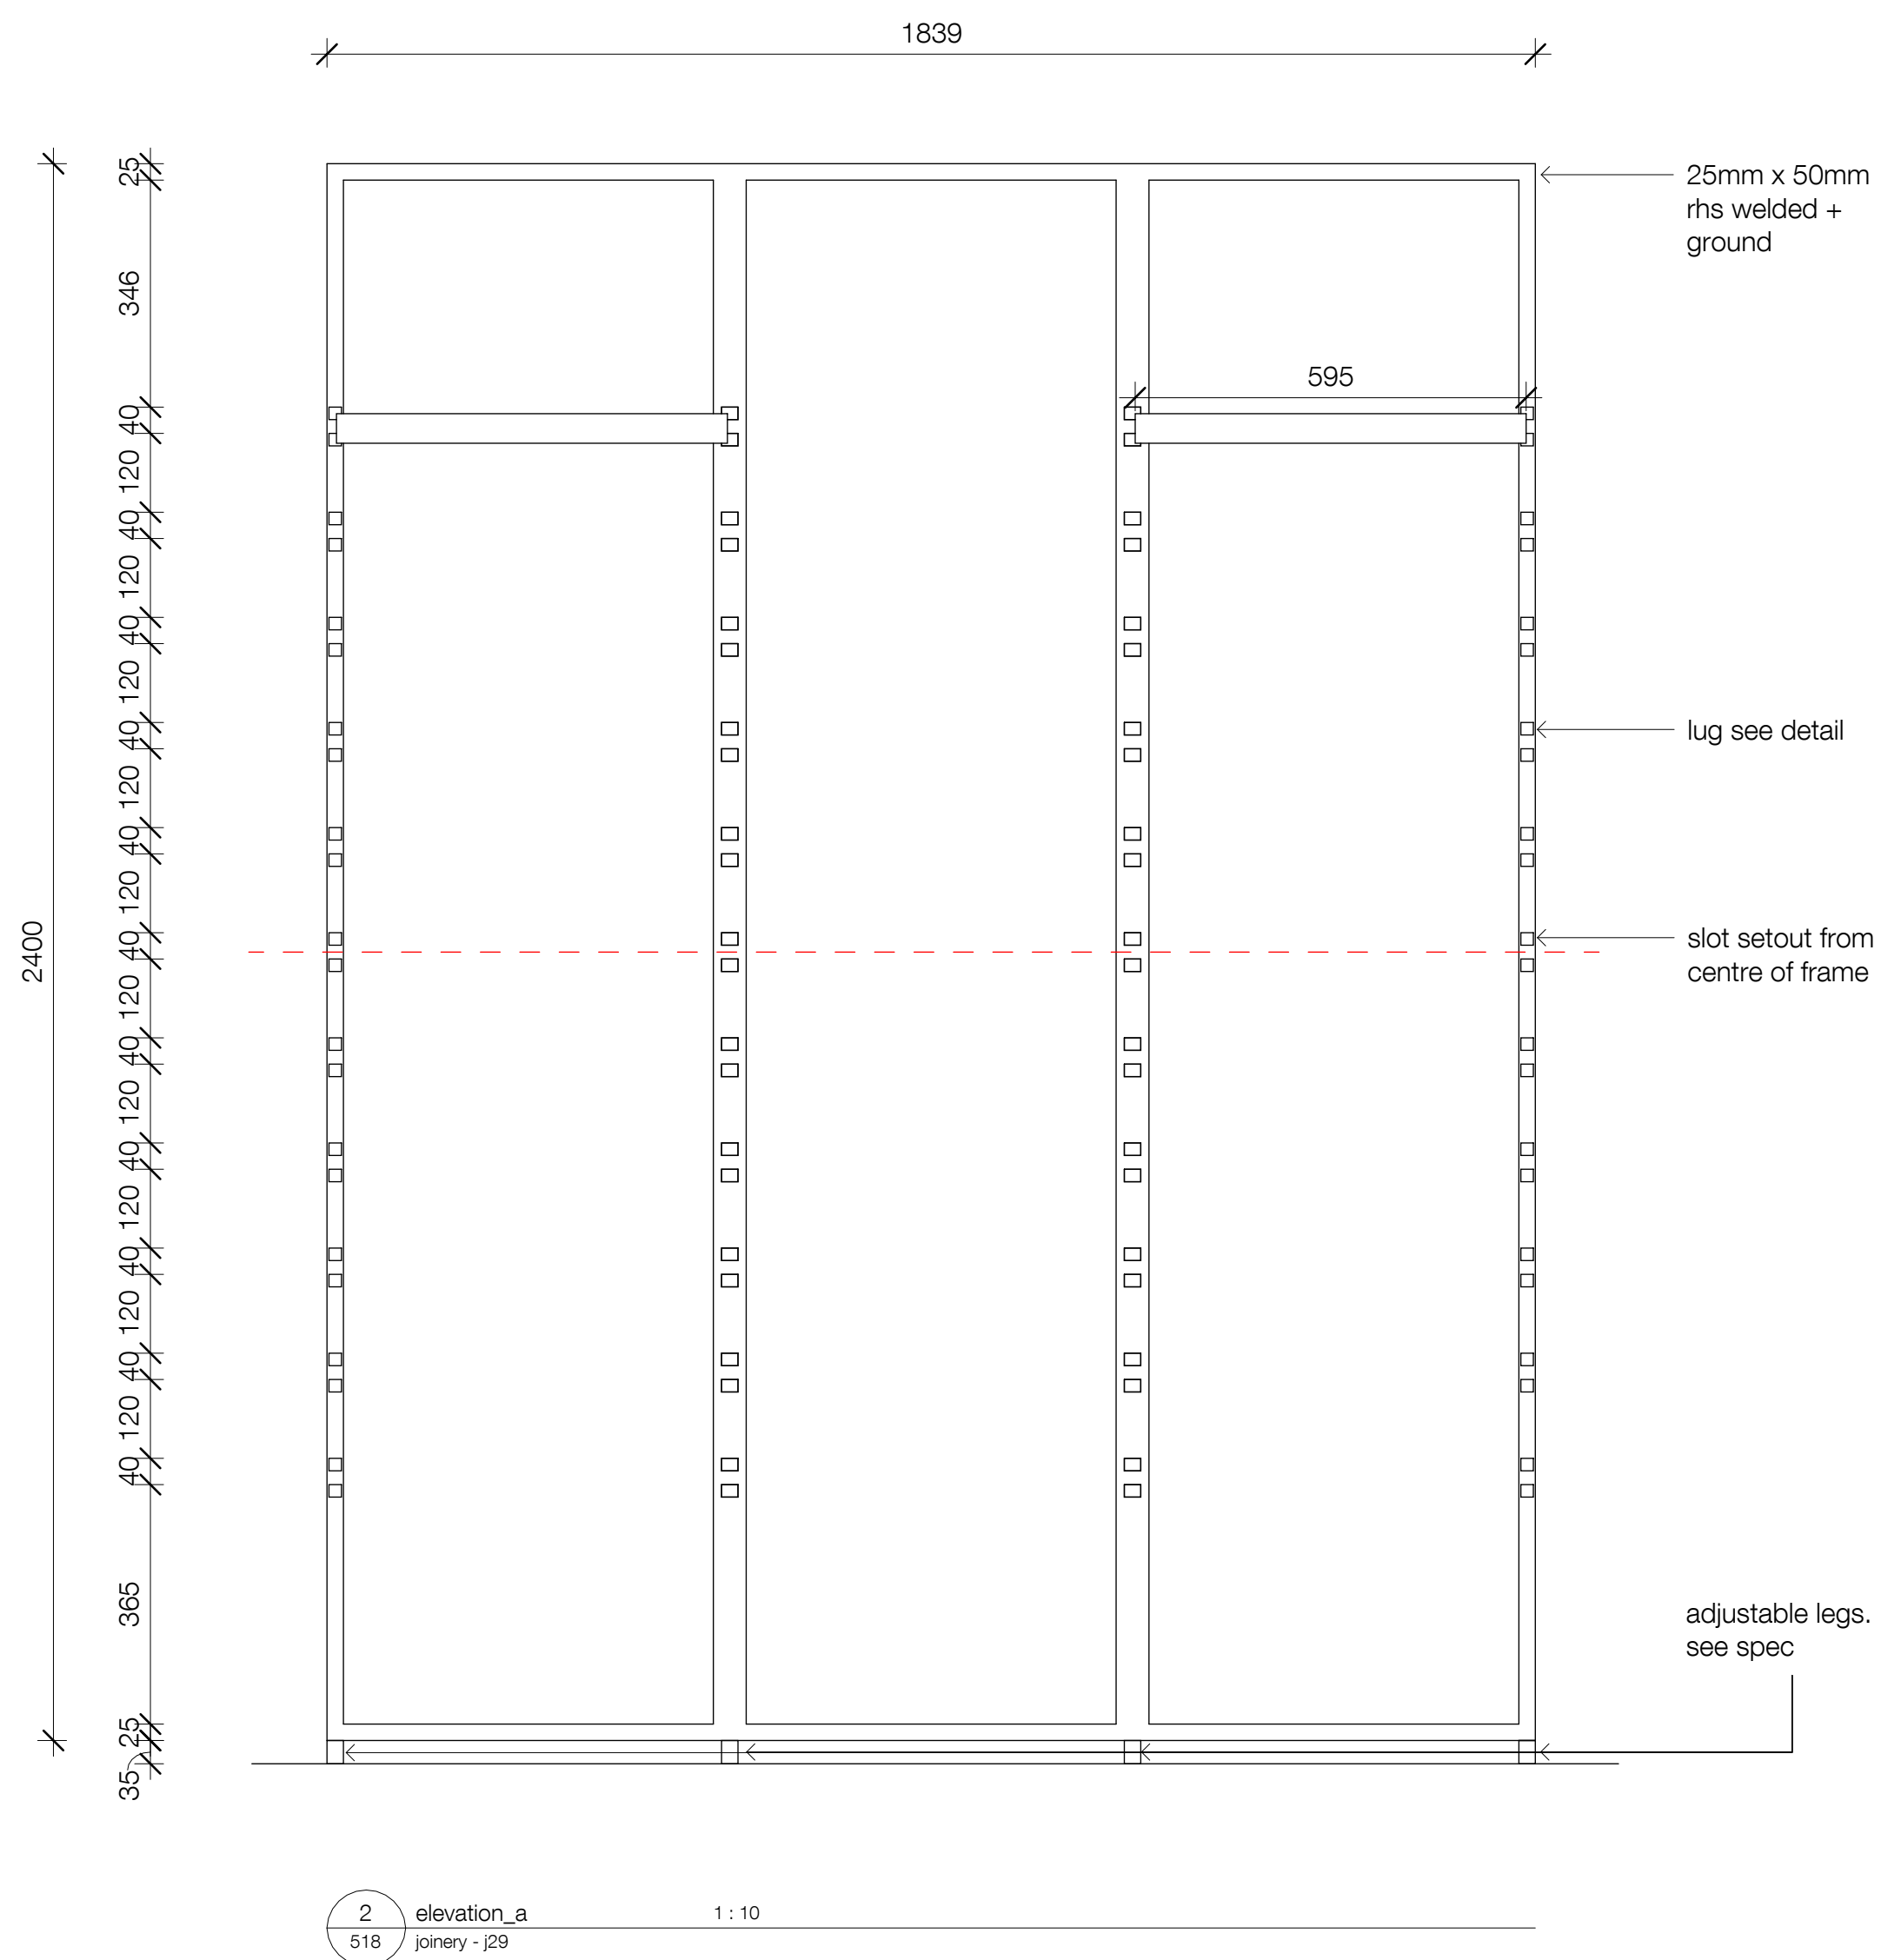 1839
25
346
40
120
40
120
40
120
40
120
40
120
40
120
40
120
40
120
40
120
40
120
40
365
25
35
2400
595
25mm x 50mm
rhs welded +
ground
lug see detail
slot setout from
centre of frame
adjustable legs.
see spec
2
518
elevation_a
1 : 10
joinery - j29